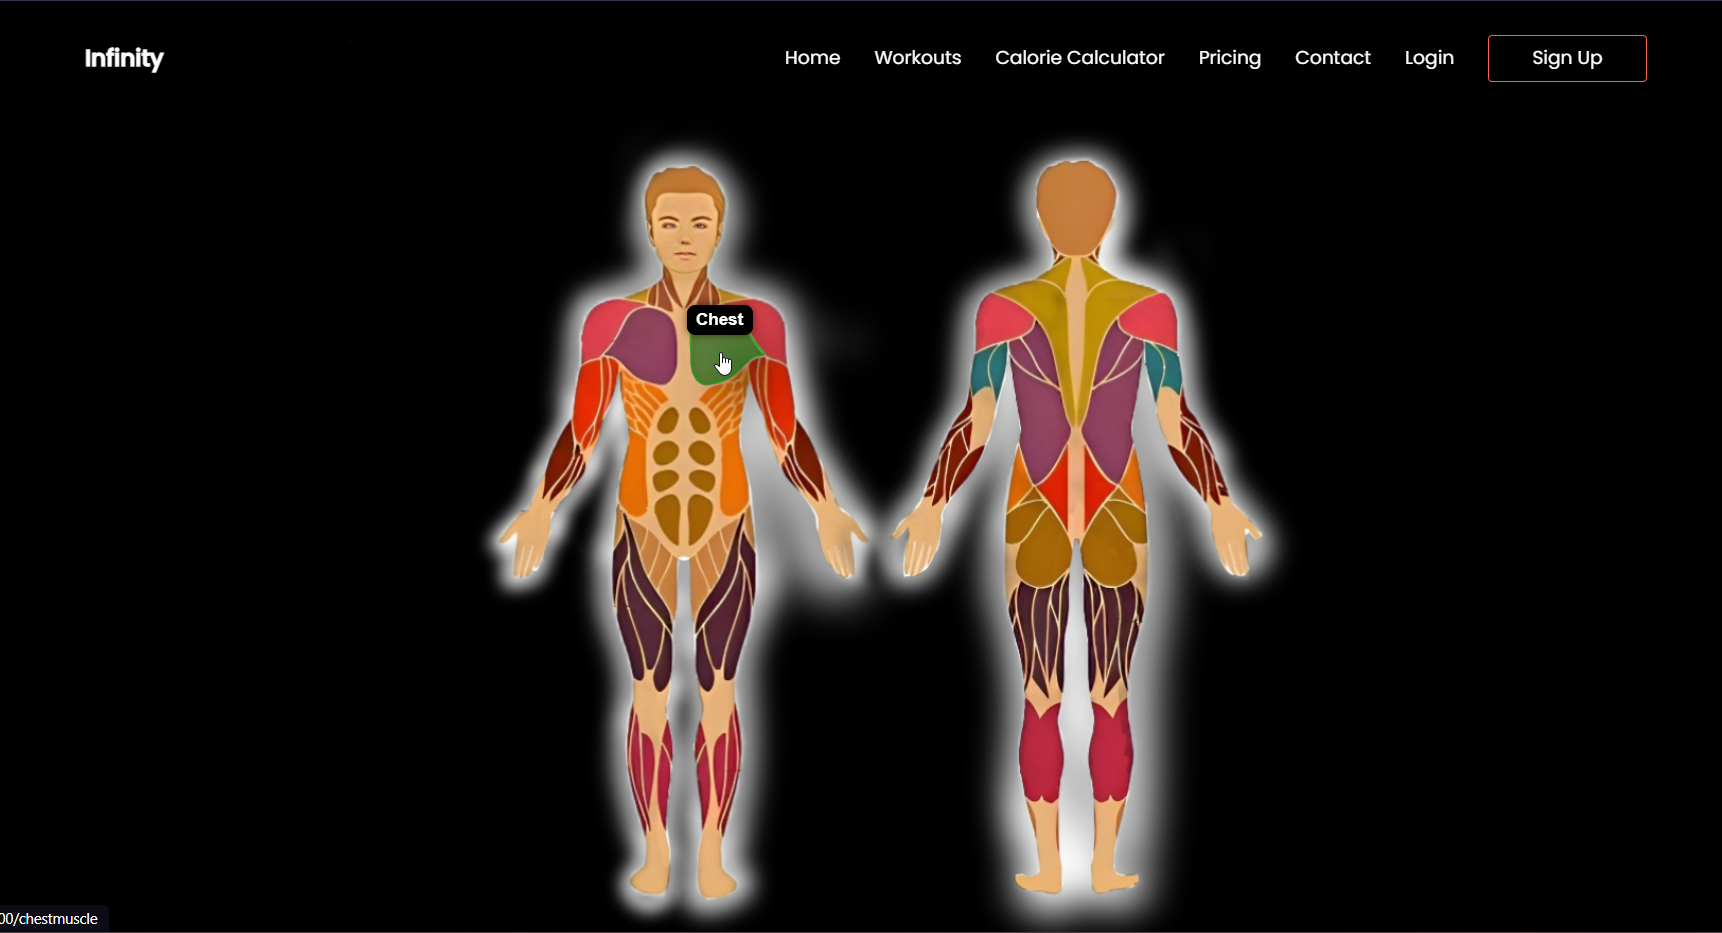 Infinity
Home
Workouts
Calorie Calculator
Pricing
Contact
Login
Sign Up
Chest
00/chestmuscle